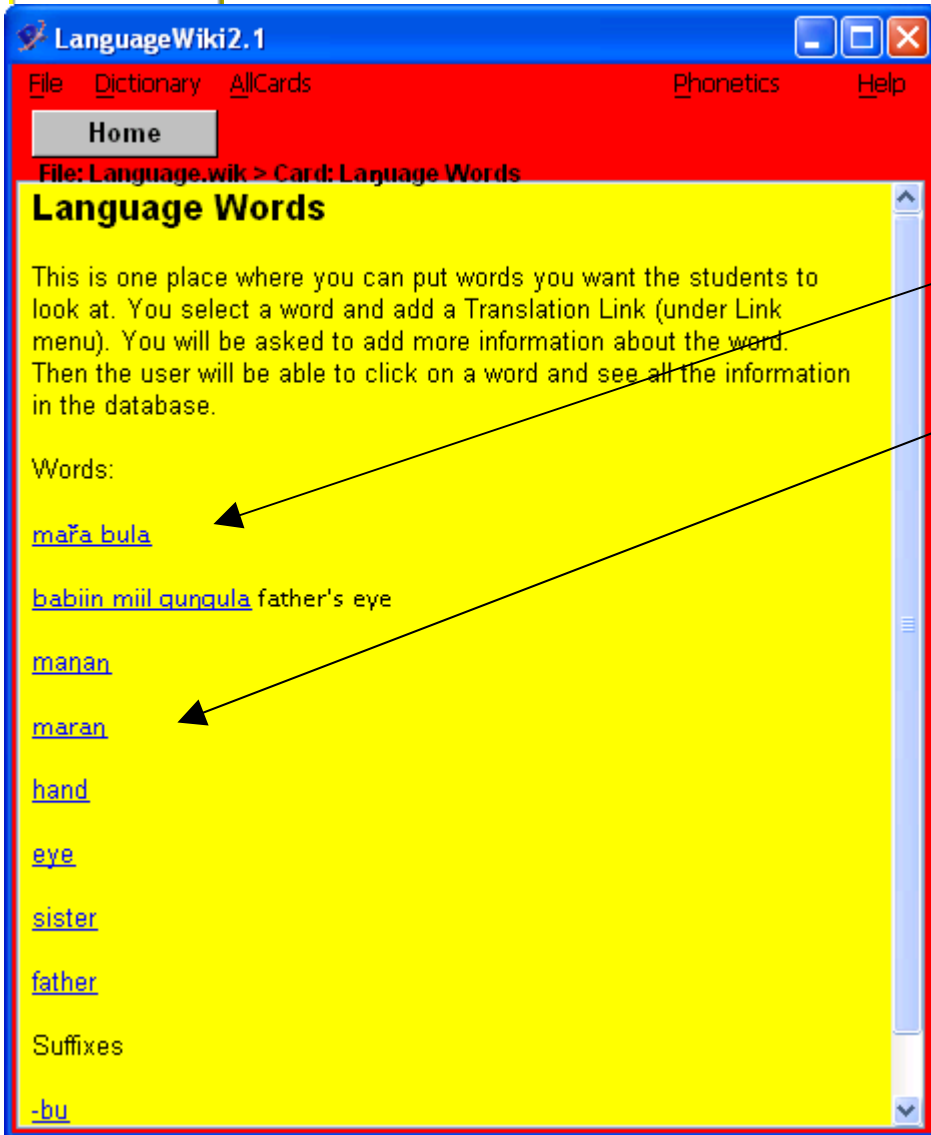 LanguageWiki2.1
File Dictionary AllCards Phonetics Help
Home
File: Language.wik > Card: Laŋuage Words
Language Words
This is one place where you can put words you want the students to
look at. You select a word and add a Translation Link (under Link
menu). You will be asked to add more information about the word.
Then the user will be able to click on a word and see all the information
in the database.
Words:
mař̌a bula
babiin miil guŋgula father's eye
maŋaŋ
maraŋ
hand
eye
sister
father
Suffixes
-bu